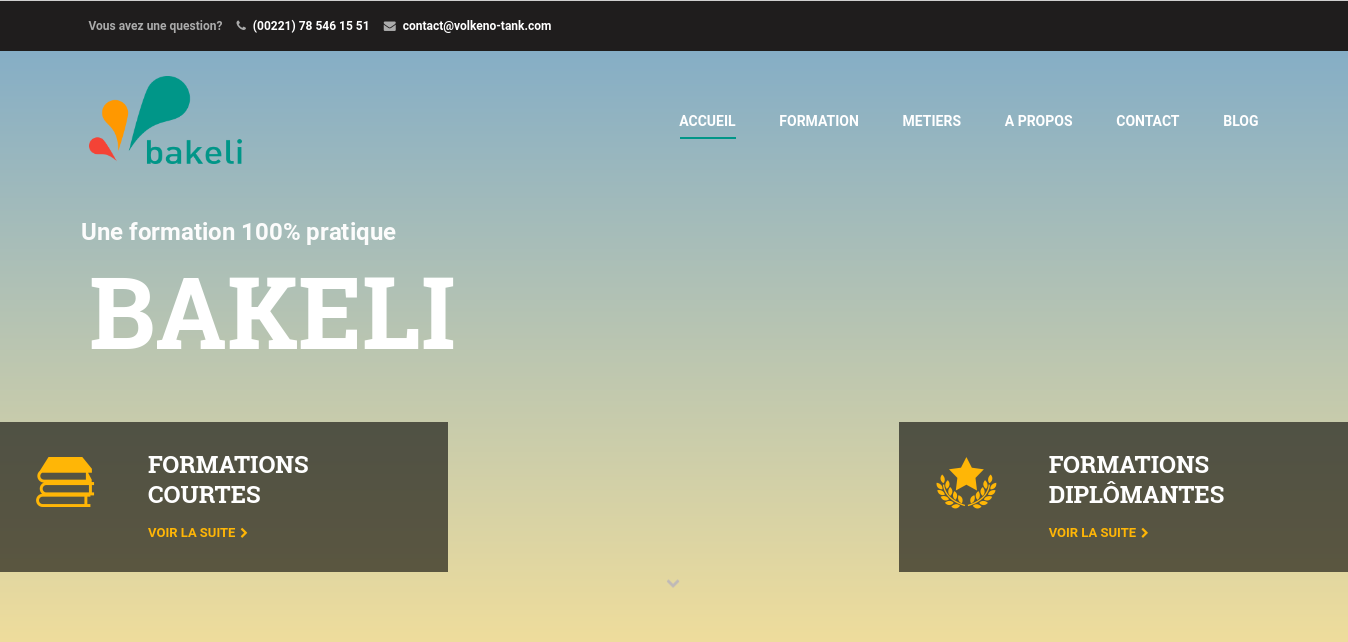 Vous avez une question? (00221) 78 546 15 51 contact@volkeno-tank.com
bakeli
ACCUEIL FORMATION METIERS A PROPOS CONTACT BLOG
Une formation 100% pratique
BAKELI
FORMATIONS
COURTES
VOIR LA SUITE
FORMATIONS
DIPLÔMANTES
VOIR LA SUITE